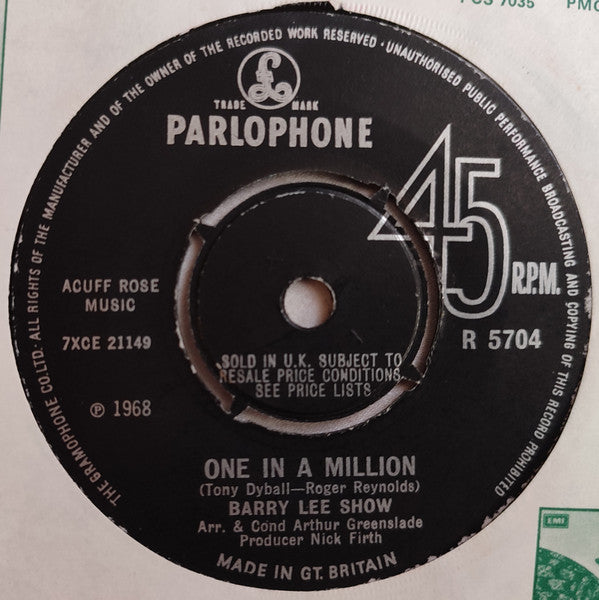 PCS 7035
THE GRAMOPHONE CO LTD. ALL RIGHTS OF THE MANUFACTURER AND OF THE OWNER OF THE RECORDED WORK RESERVED · UNAUTHORISED PUBLIC PERFORMANCE BROADCASTING AND COPYING OF THIS RECORD PROHIBITED
£
TRADE MARK
PARLOPHONE
45
R.P.M.
ACUFF ROSE
MUSIC
7XCE 21149
R 5704
SOLD IN U.K. SUBJECT TO
RESALE PRICE CONDITIONS
SEE PRICE LISTS
℗ 1968
ONE IN A MILLION
(Tony Dyball—Roger Reynolds)
BARRY LEE SHOW
Arr. & Cond Arthur Greenslade
Producer Nick Firth
MADE IN GT. BRITAIN
EMI